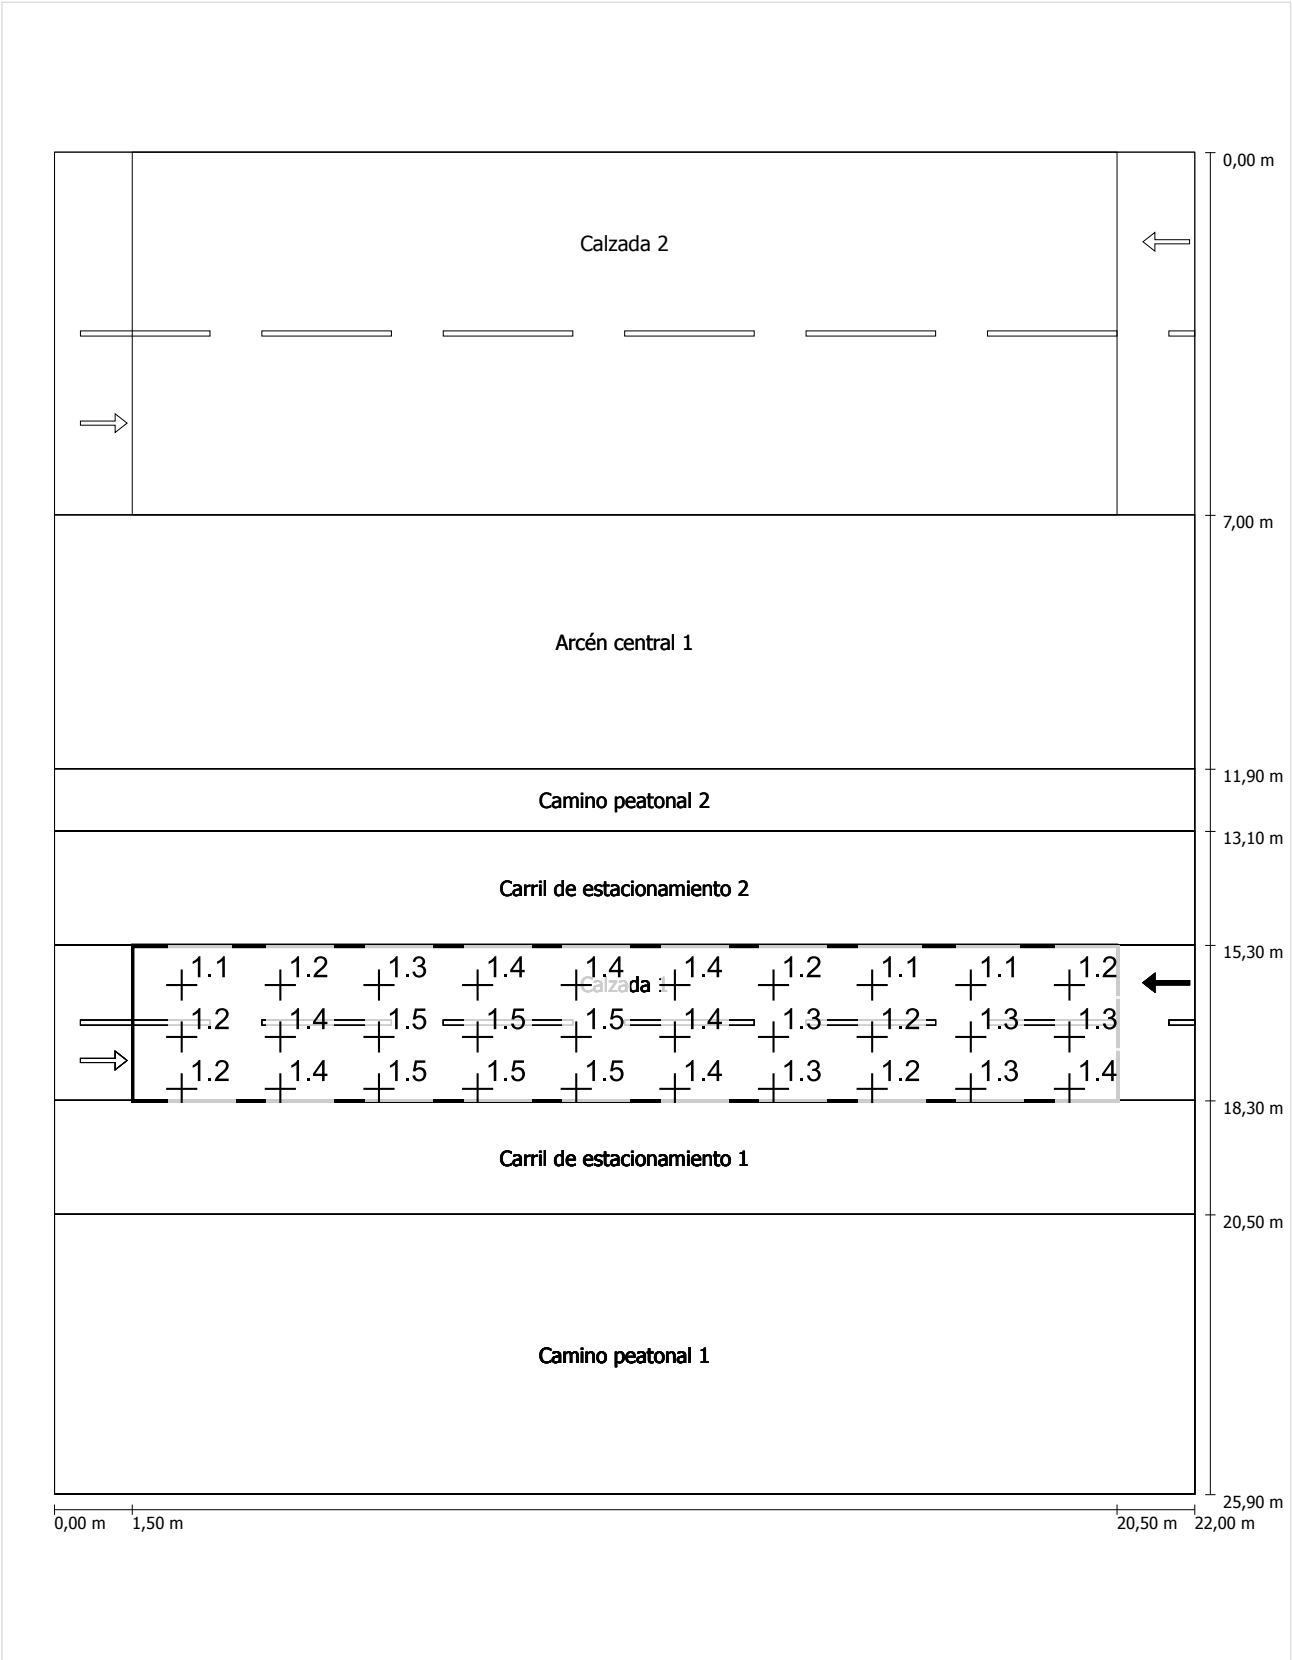 0,00 m
Calzada 2
7,00 m
Arcén central 1
11,90 m
Camino peatonal 2
13,10 m
Carril de estacionamiento 2
15,30 m
1.1 1.2 1.3 1.4 1.4 1.4 1.2 1.1 1.1 1.2
Calzada 1
1.2 1.4 1.5 1.5 1.5 1.4 1.3 1.2 1.3 1.3
1.2 1.4 1.5 1.5 1.5 1.4 1.3 1.2 1.3 1.4
18,30 m
Carril de estacionamiento 1
20,50 m
Camino peatonal 1
25,90 m
0,00 m 1,50 m 20,50 m 22,00 m